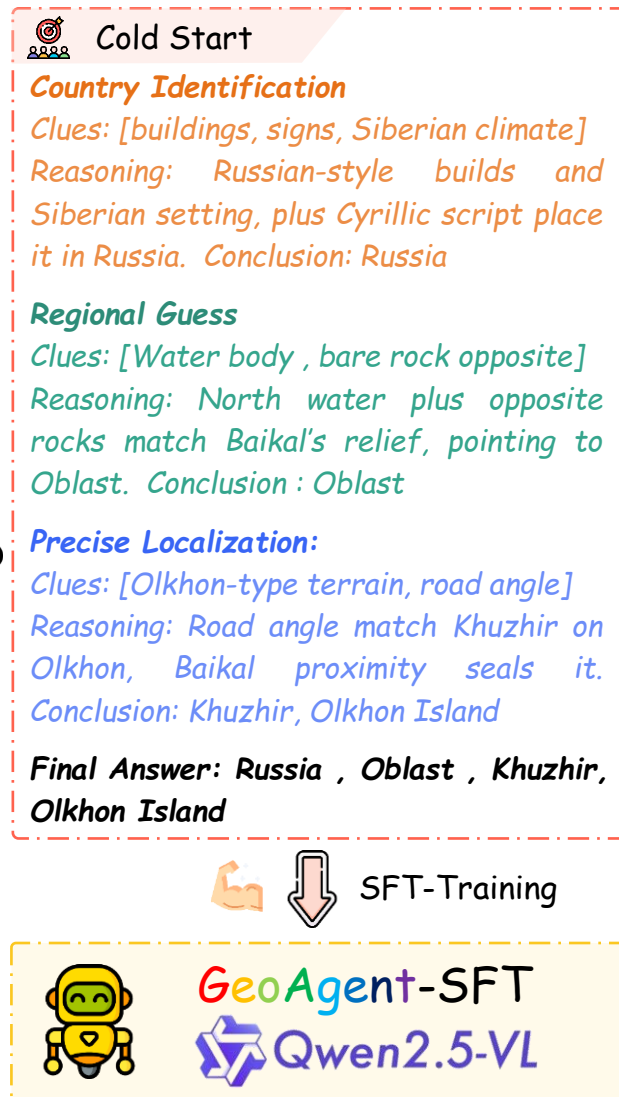 Cold Start
Country Identification
Clues: [buildings, signs, Siberian climate]
Reasoning: Russian-style builds and
Siberian setting, plus Cyrillic script place
it in Russia. Conclusion: Russia
Regional Guess
Clues: [Water body , bare rock opposite]
Reasoning: North water plus opposite
rocks match Baikal's relief, pointing to
Oblast. Conclusion : Oblast
Precise Localization:
Clues: [Olkhon-type terrain, road angle]
Reasoning: Road angle match Khuzhir on
Olkhon, Baikal proximity seals it.
Conclusion: Khuzhir, Olkhon Island
Final Answer: Russia , Oblast , Khuzhir,
Olkhon Island
SFT-Training
GeoAgent-SFT
Qwen2.5-VL